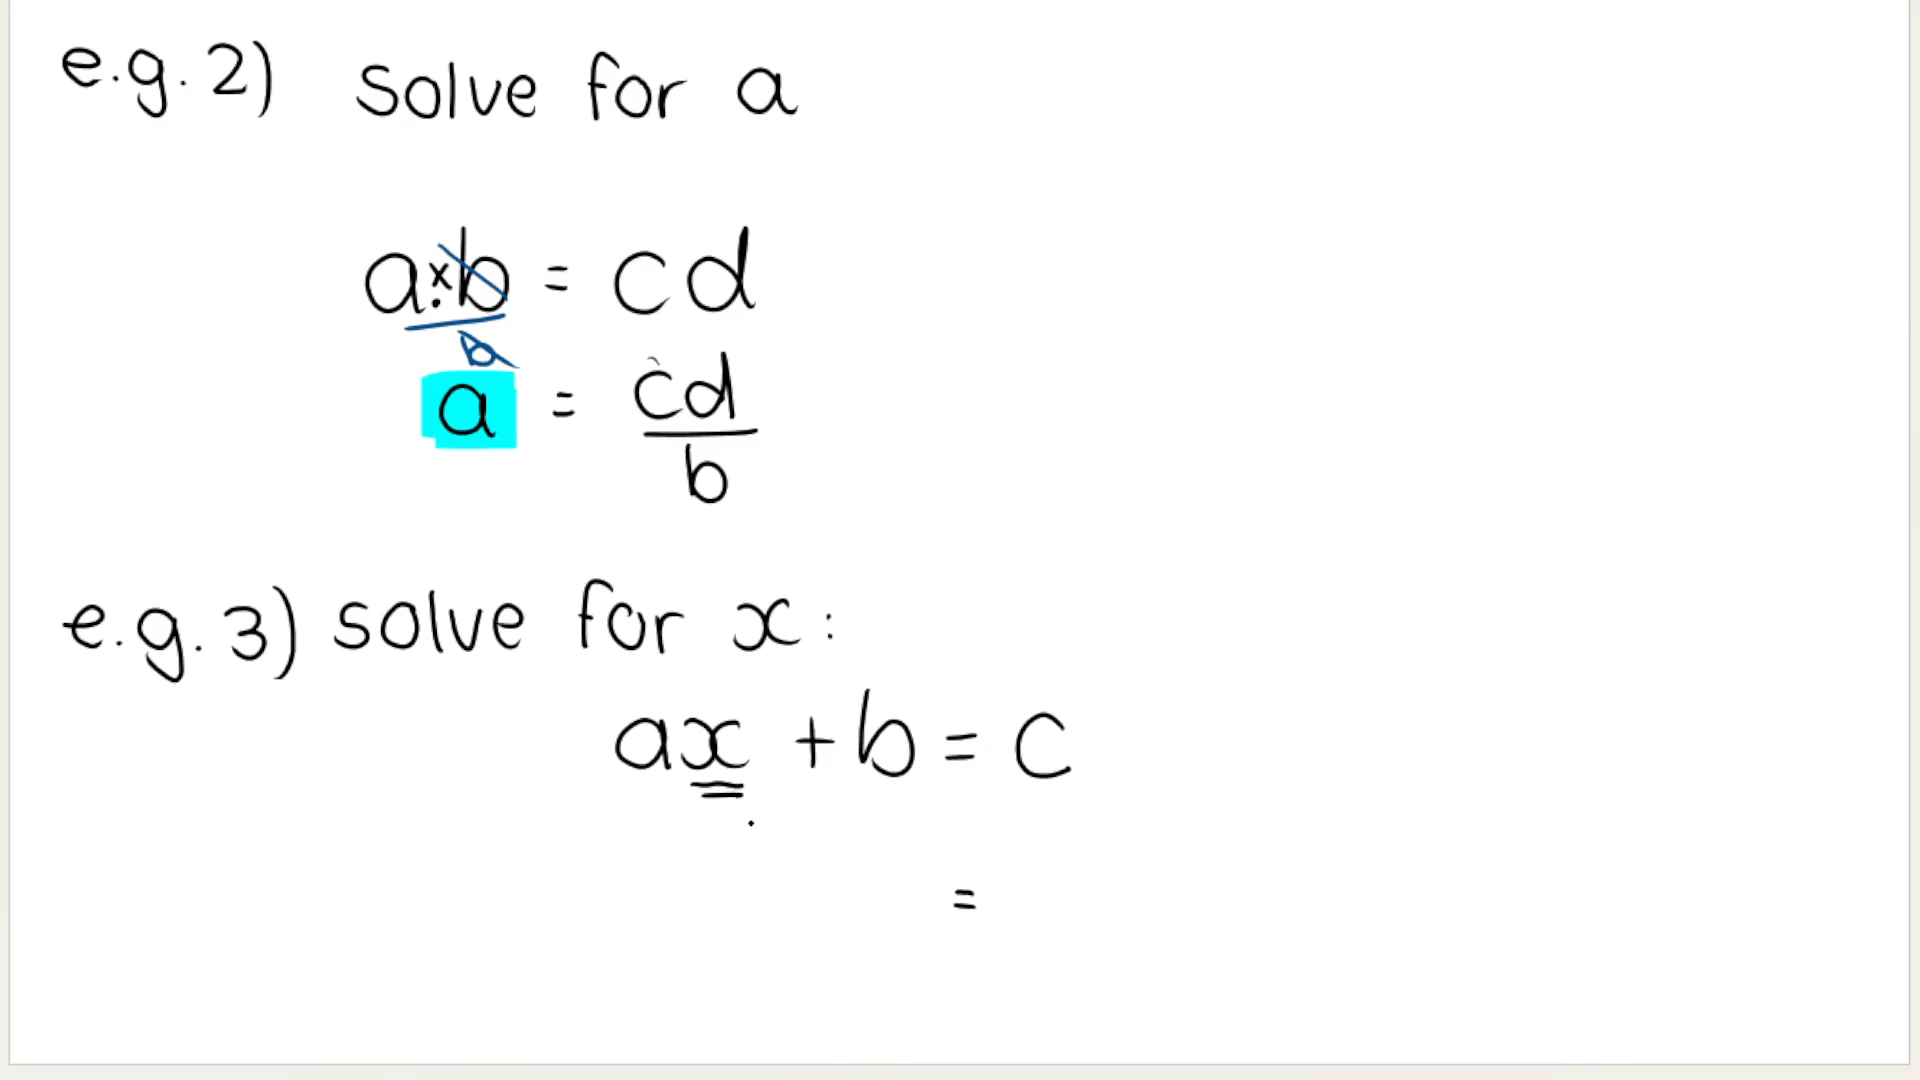 e.g. 2) solve for a
a × b = cd
b
a = cd
b
e.g. 3) solve for x:
ax + b = c
=